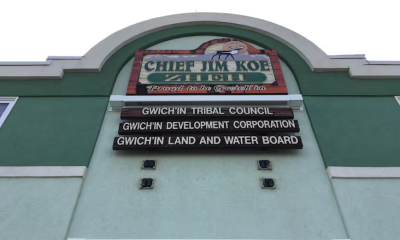 CHIEF JIM KOE
ZHEH
"Proud to be Gwich'in"
GWICH'IN TRIBAL COUNCIL
GWICH'IN DEVELOPMENT CORPORATION
GWICH'IN LAND AND WATER BOARD